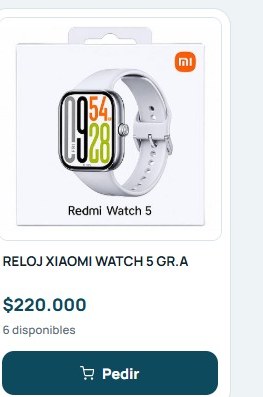 mi
54
09
28
Redmi Watch 5
RELOJ XIAOMI WATCH 5 GR.A
$220.000
6 disponibles
Pedir